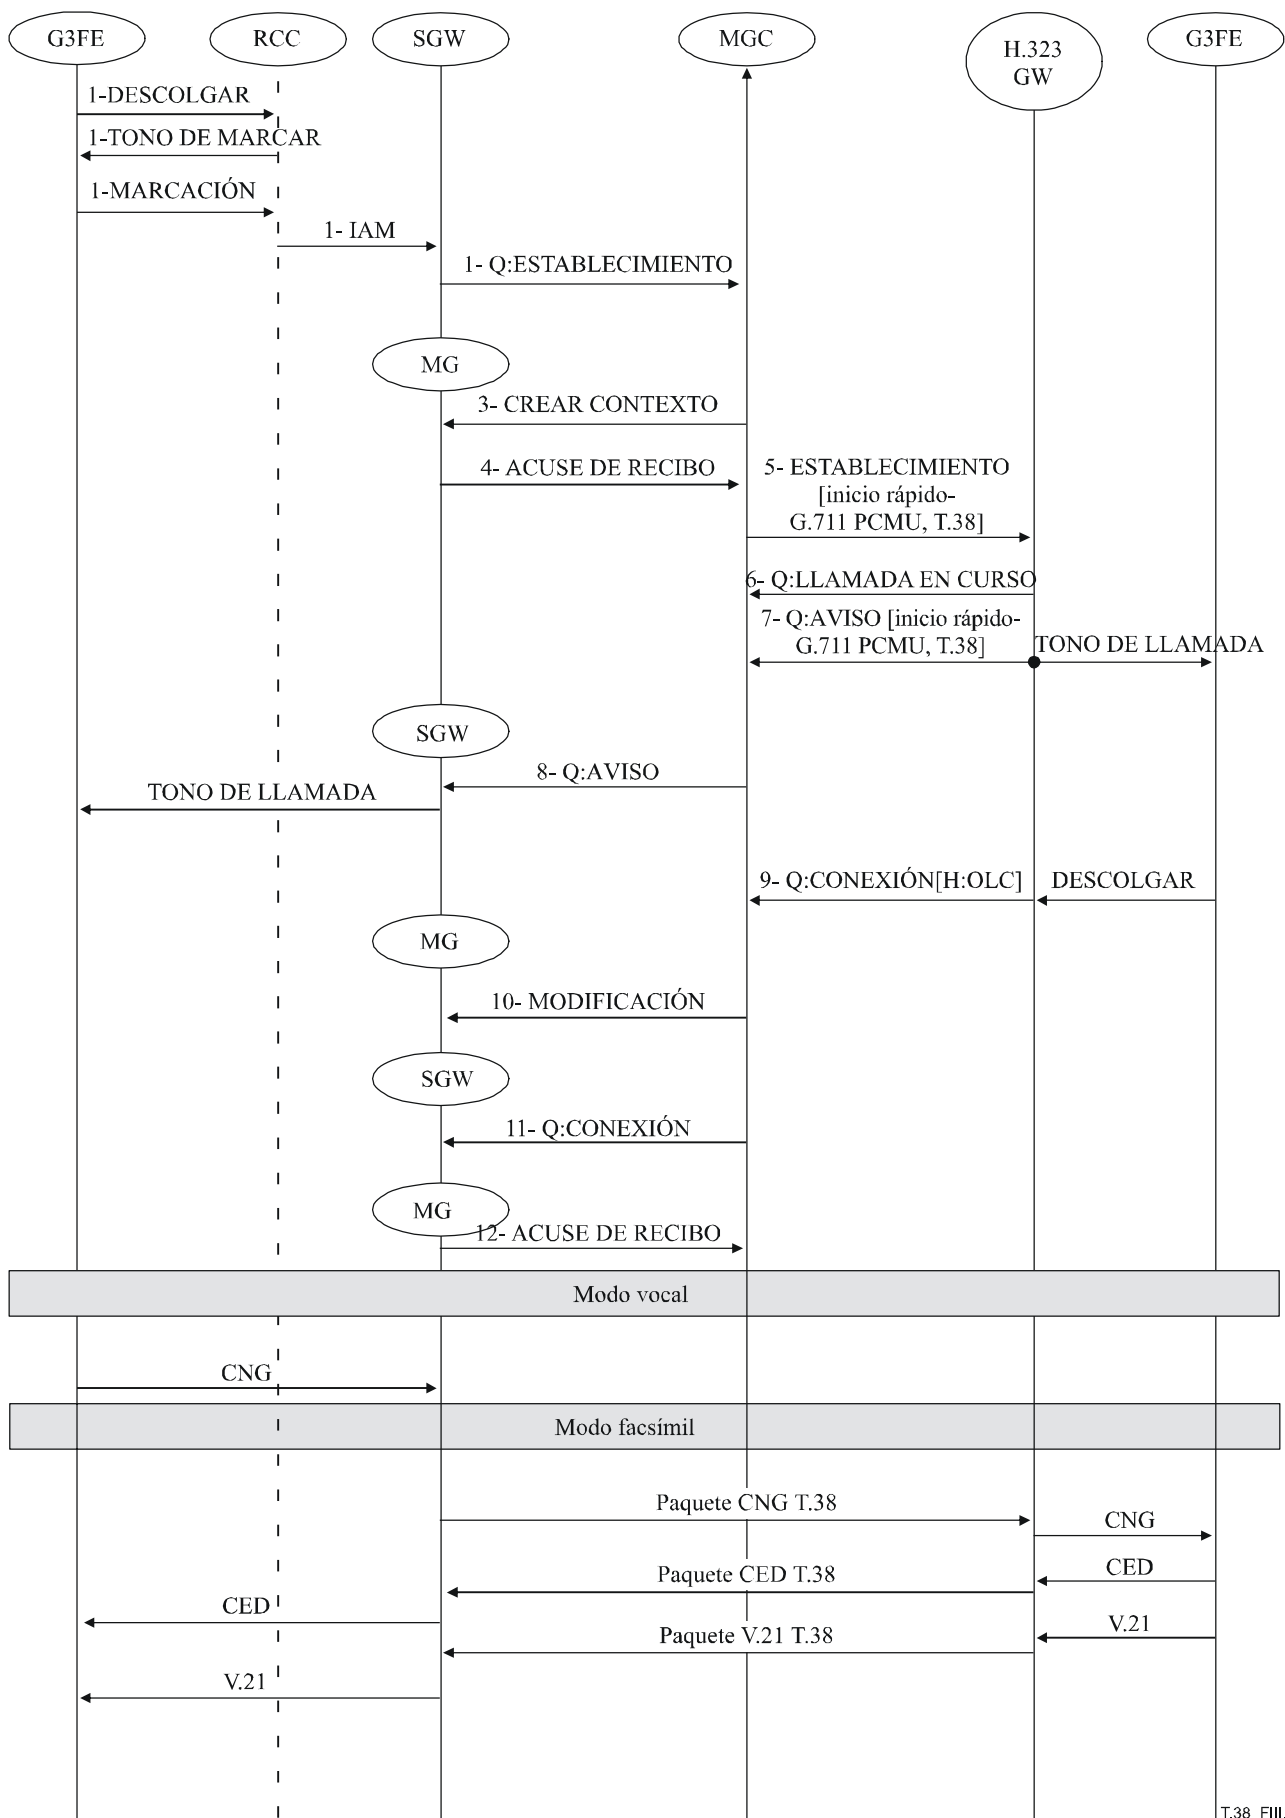 G3FE
RCC
SGW
MGC
H.323
GW
G3FE
1-DESCOLGAR
1-TONO DE MARCAR
1-MARCACIÓN
1- IAM
1- Q:ESTABLECIMIENTO
MG
3- CREAR CONTEXTO
4- ACUSE DE RECIBO
5- ESTABLECIMIENTO
[inicio rápido-
G.711 PCMU, T.38]
6- Q:LLAMADA EN CURSO
7- Q:AVISO [inicio rápido-
G.711 PCMU, T.38]
TONO DE LLAMADA
SGW
8- Q:AVISO
TONO DE LLAMADA
9- Q:CONEXIÓN[H:OLC]
DESCOLGAR
MG
10- MODIFICACIÓN
SGW
11- Q:CONEXIÓN
MG
12- ACUSE DE RECIBO
Modo vocal
CNG
Modo facsímil
Paquete CNG T.38
CNG
CED
Paquete CED T.38
CED
V.21
Paquete V.21 T.38
V.21